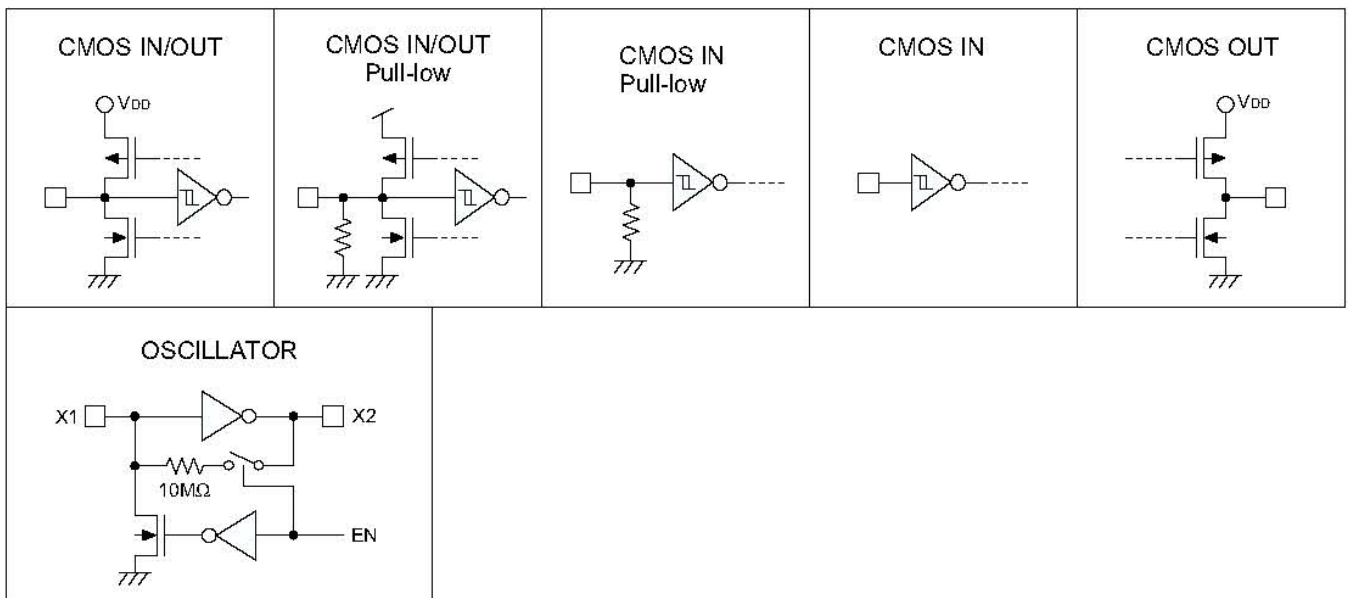 CMOS IN/OUT
VDD
CMOS IN/OUT
Pull-low
CMOS IN
Pull-low
CMOS IN
CMOS OUT
VDD
OSCILLATOR
X1
X2
10MΩ
EN